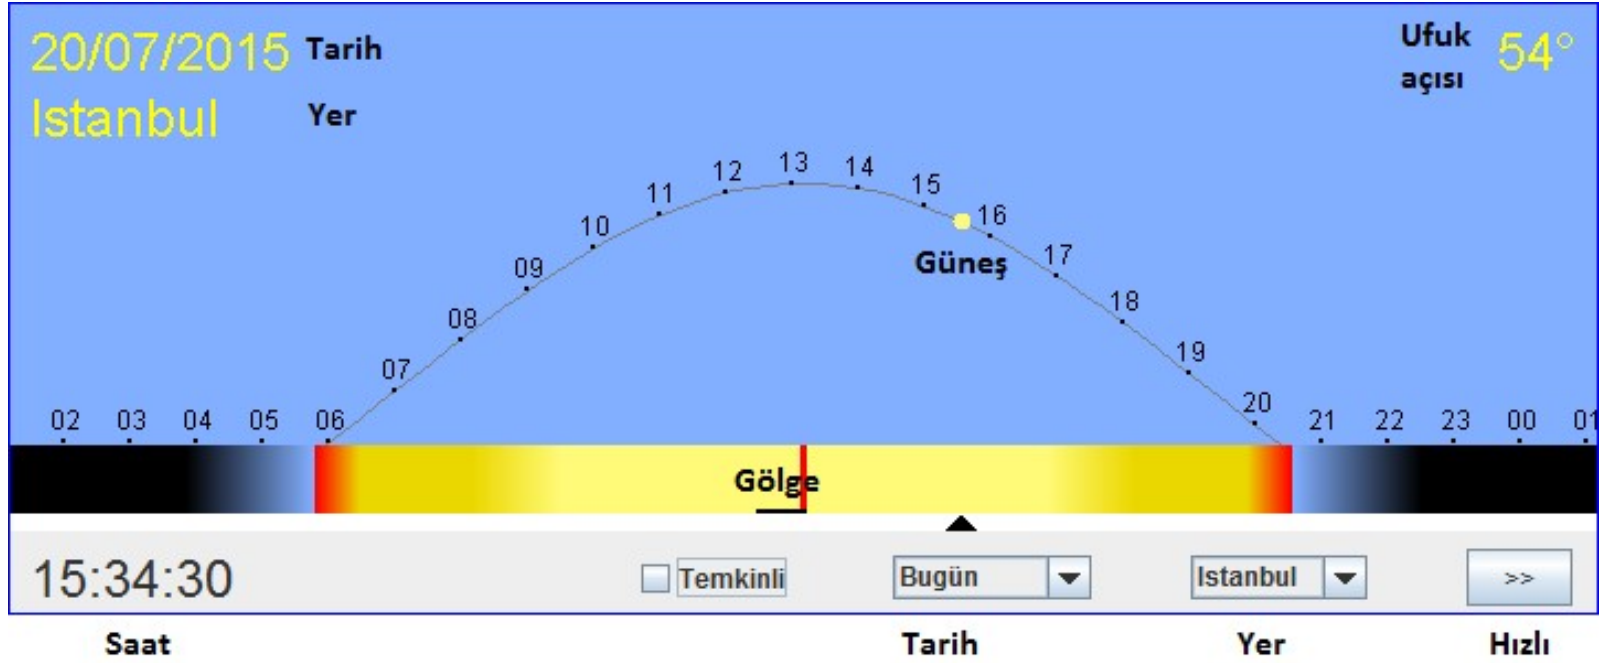 20/07/2015 Tarih
Istanbul Yer
Ufuk açısı 54°
02 03 04 05 06 07 08 09 10 11 12 13 14 15 16 17 18 19 20 21 22 23 00 01
Güneş
Gölge
15:34:30 Temkinli Bugün Istanbul >>
Saat Tarih Yer Hızlı